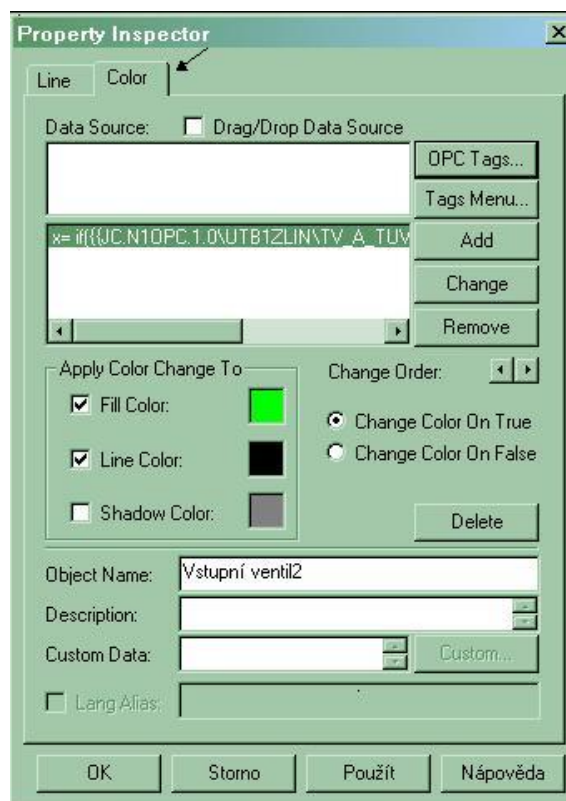 Property Inspector
Line Color
Data Source: Drag/Drop Data Source
OPC Tags...
Tags Menu...
x= if({{JC.N1OPC.1.0\UTB1ZLIN\TV_A_TUV
Add
Change
Remove
Apply Color Change To
Change Order:
Fill Color:
Change Color On True
Line Color:
Change Color On False
Shadow Color:
Delete
Object Name: Vstupní ventil2
Description:
Custom Data: Custom...
Lang Alias:
OK Storno Použít Nápověda